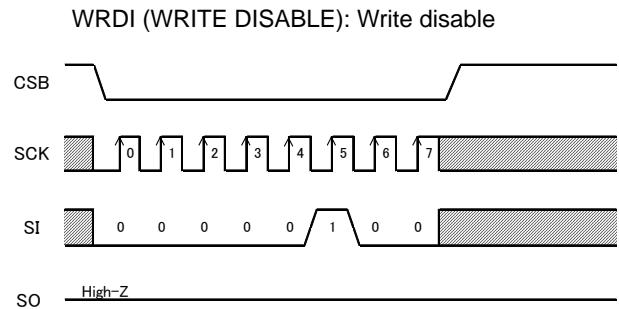 WRDI (WRITE DISABLE): Write disable
CSB
SCK 0 1 2 3 4 5 6 7
SI 0 0 0 0 0 1 0 0
SO High-Z